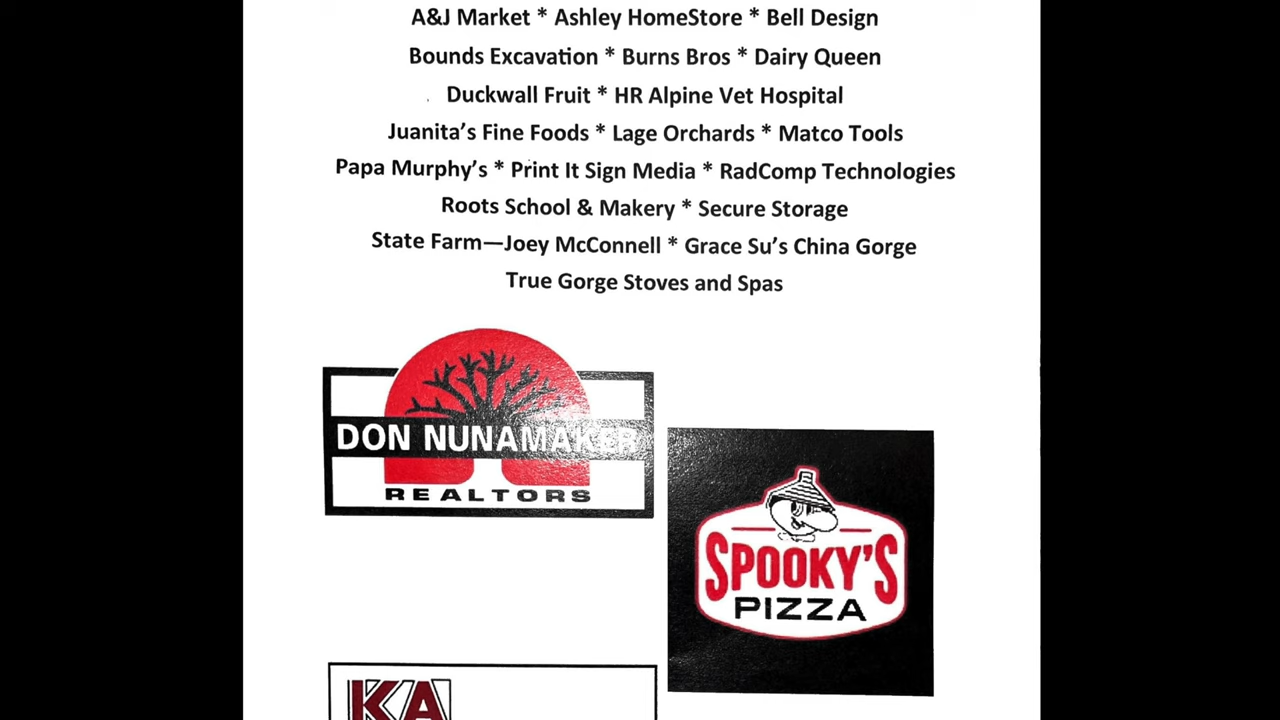 A&J Market * Ashley HomeStore * Bell Design
Bounds Excavation * Burns Bros * Dairy Queen
Duckwall Fruit * HR Alpine Vet Hospital
Juanita’s Fine Foods * Lage Orchards * Matco Tools
Papa Murphy’s * Print It Sign Media * RadComp Technologies
Roots School & Makery * Secure Storage
State Farm—Joey McConnell * Grace Su’s China Gorge
True Gorge Stoves and Spas
DON NUNAMAKER
REALTORS
SPOOKY’S
PIZZA
KA